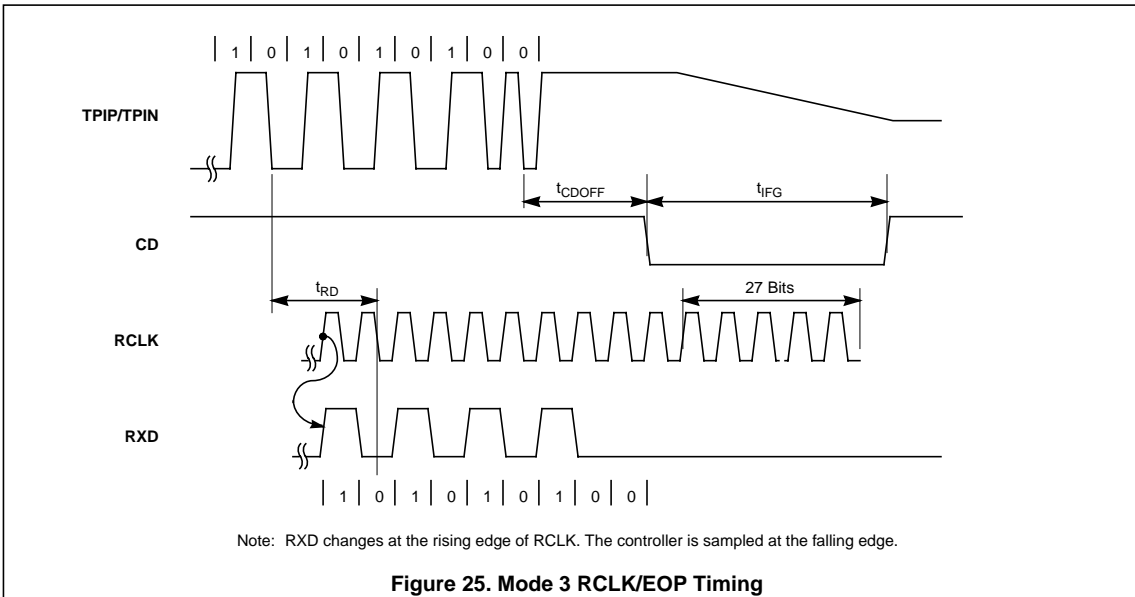 | 1 | 0 | 1 | 0 | 1 | 0 | 1 | 0 | 0 |
TPIP/TPIN
tCDOFF
tIFG
CD
tRD
27 Bits
RCLK
RXD
| 1 | 0 | 1 | 0 | 1 | 0 | 1 | 0 | 0 |
Note: RXD changes at the rising edge of RCLK. The controller is sampled at the falling edge.
Figure 25. Mode 3 RCLK/EOP Timing